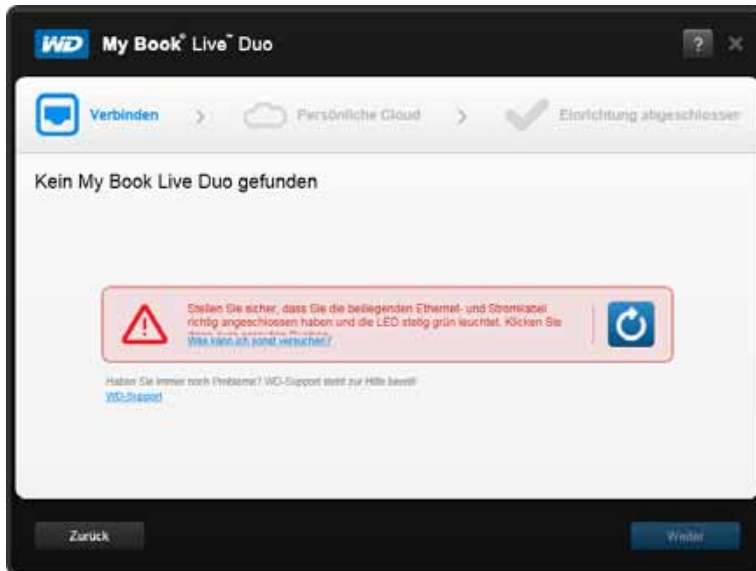 WD My Book® Live™ Duo ?
Verbinden > Persönliche Cloud > Einrichtung abgeschlossen
Kein My Book Live Duo gefunden
Stellen Sie sicher, dass Sie die beiliegenden Ethernet- und Stromkabel
richtig angeschlossen haben und die LED stetig grün leuchtet. Klicken Sie
Was kann ich sonst versuchen?
Haben Sie immer noch Probleme? WD-Support steht zur Hilfe bereit!
WD-Support
Zurück Weiter